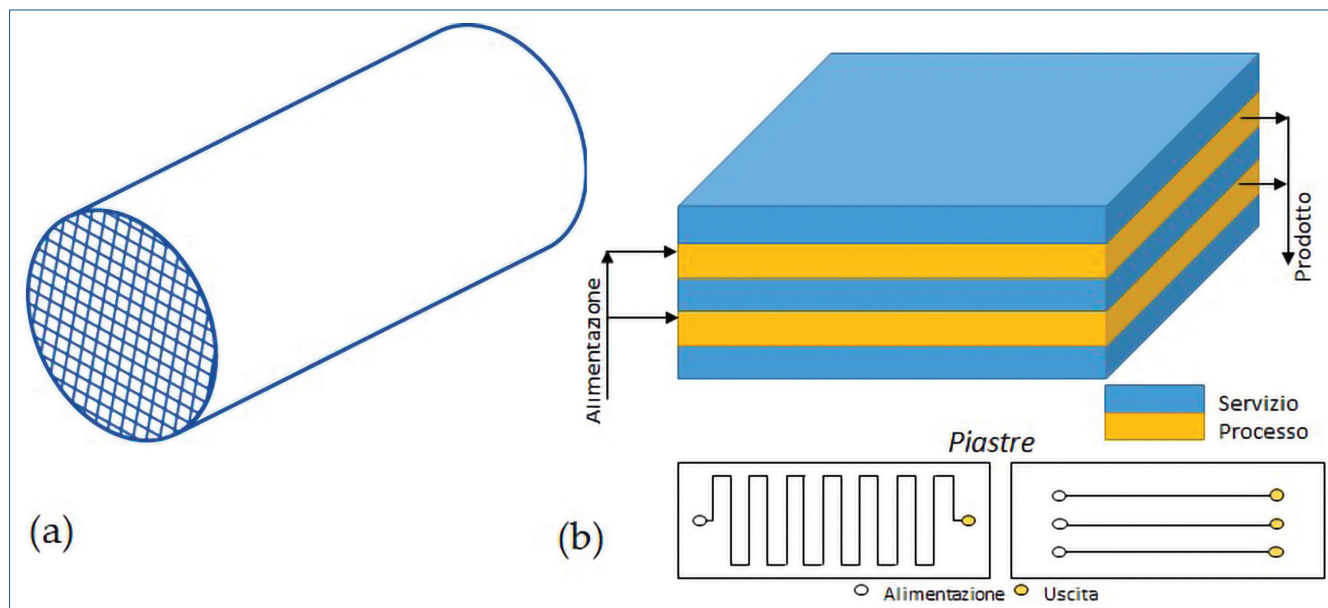 Alimentazione
Prodotto
Servizio
Processo
Piastre
(a)
(b)
Alimentazione
Uscita